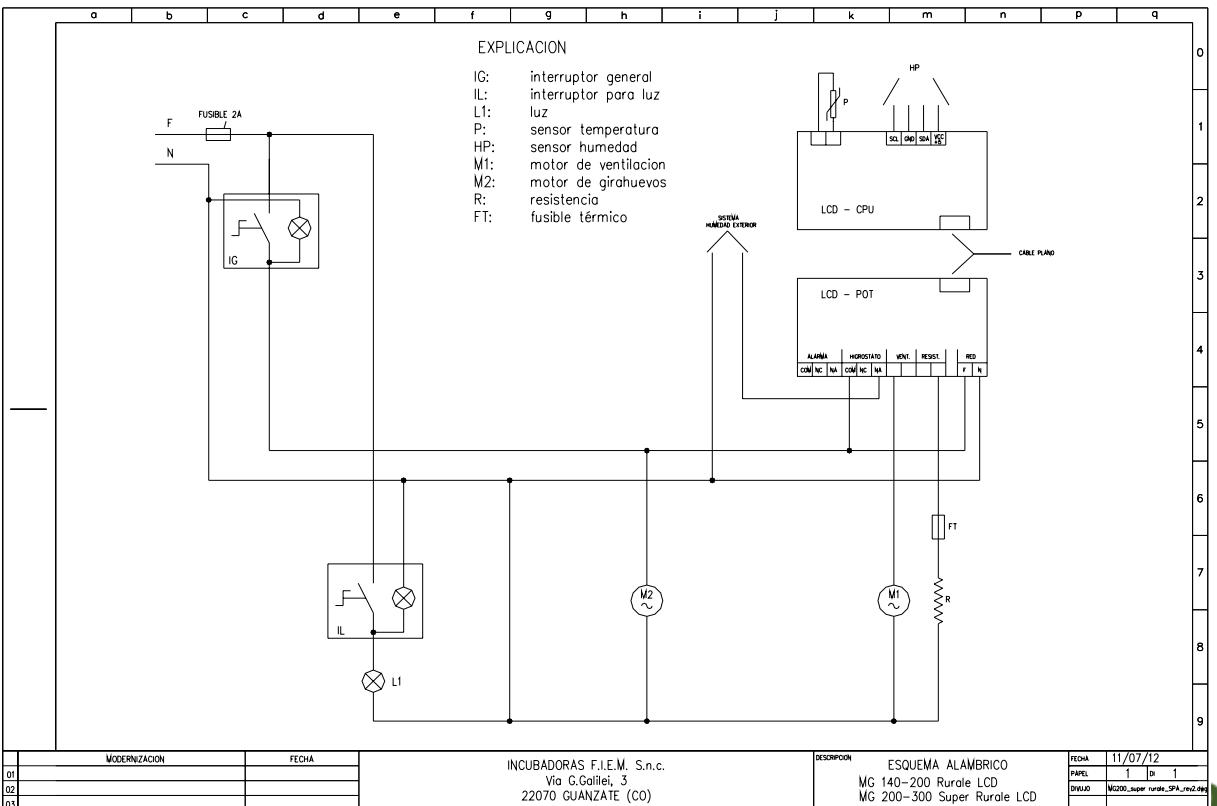 a b c d e f g h i j k m n p q
0
1
2
3
4
5
6
7
8
9
EXPLICACION
IG: interruptor general
IL: interruptor para luz
L1: luz
P: sensor temperatura
HP: sensor humedad
M1: motor de ventilacion
M2: motor de girahuevos
R: resistencia
FT: fusible térmico
F
FUSIBLE 2A
N
IG
HP
P
SCL GND SDA VCC +5
LCD - CPU
SISTEMA
HUMEDAD EXTERIOR
CABLE PLANO
LCD - POT
ALARMA HIGROSTATO VENT. RESIST. RED
COM NC NA COM NC NA F N
FT
M2
M1
R
IL
L1
MODERNIZACION FECHA
01
02
03
INCUBADORAS F.I.E.M. S.n.c.
Via G.Galilei, 3
22070 GUANZATE (CO)
DESCRIPCION
ESQUEMA ALAMBRICO
MG 140-200 Rurale LCD
MG 200-300 Super Rurale LCD
FECHA 11/07/12
PAPEL 1 DI 1
DIVUJO MG200_super rurale_SPA_rev2.dwg